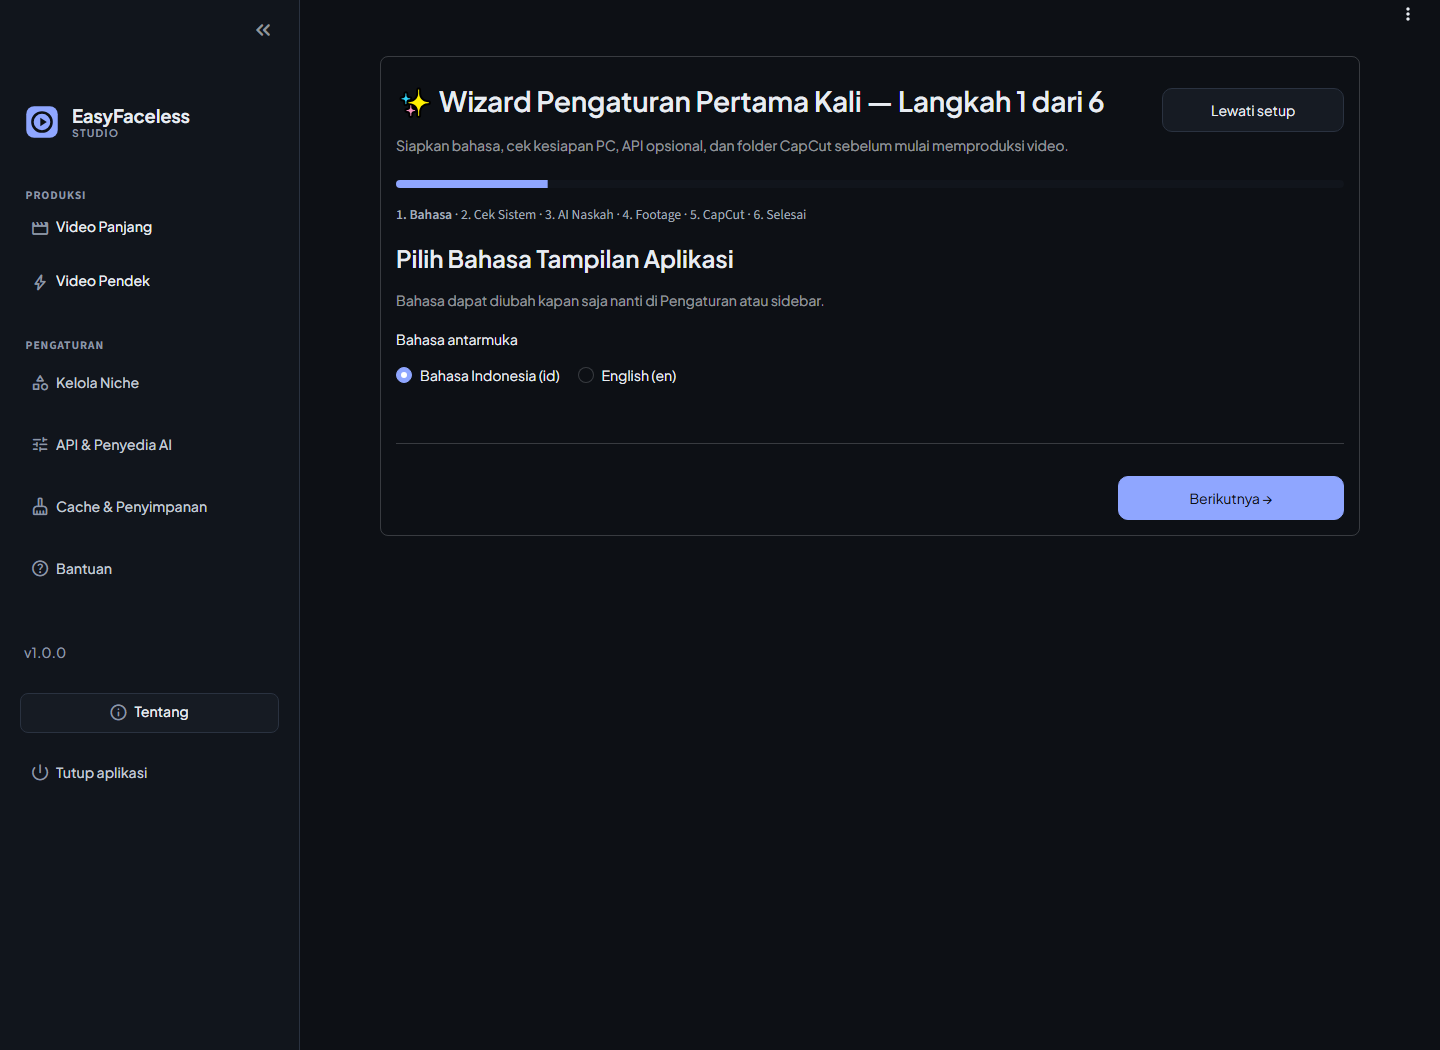 EasyFaceless
STUDIO
PRODUKSI
Video Panjang
Video Pendek
PENGATURAN
Kelola Niche
API & Penyedia AI
Cache & Penyimpanan
Bantuan
v1.0.0
Tentang
Tutup aplikasi
✨ Wizard Pengaturan Pertama Kali — Langkah 1 dari 6
Lewati setup
Siapkan bahasa, cek kesiapan PC, API opsional, dan folder CapCut sebelum mulai memproduksi video.
1. Bahasa · 2. Cek Sistem · 3. AI Naskah · 4. Footage · 5. CapCut · 6. Selesai
Pilih Bahasa Tampilan Aplikasi
Bahasa dapat diubah kapan saja nanti di Pengaturan atau sidebar.
Bahasa antarmuka
Bahasa Indonesia (id) English (en)
Berikutnya →